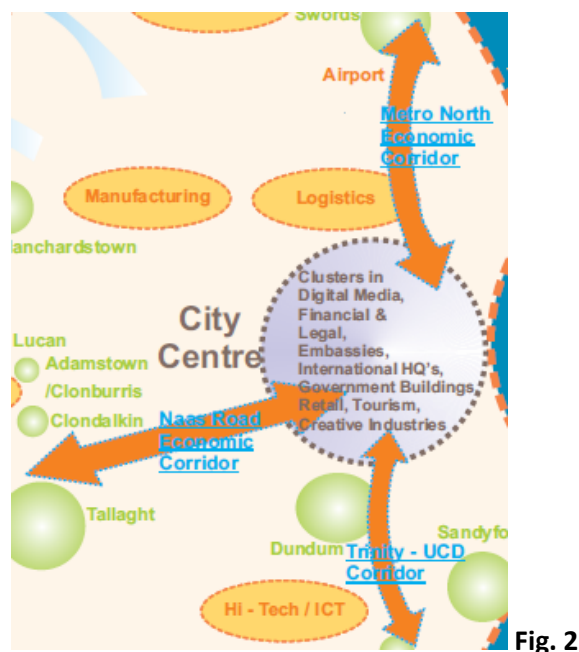 Swords
Airport
Metro North
Economic
Corridor
Manufacturing
Logistics
lanchardstown
Clusters in
Digital Media,
Financial &
Legal,
Embassies,
International HQ's,
Government Buildings,
Retail, Tourism,
Creative Industries
City
Centre
Lucan
Adamstown
/Clonburris
Clondalkin
Naas Road
Economic
Corridor
Tallaght
Dundum
Sandyfo
Trinity - UCD
Corridor
Hi - Tech / ICT
Fig. 2